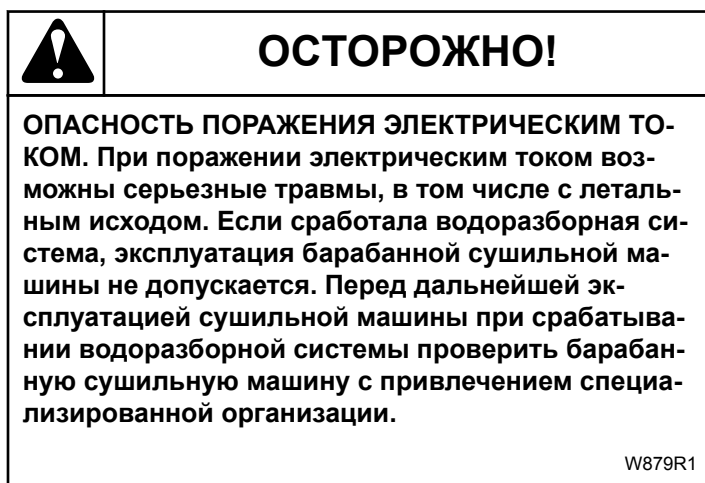 ОСТОРОЖНО!
ОПАСНОСТЬ ПОРАЖЕНИЯ ЭЛЕКТРИЧЕСКИМ ТО-
КОМ. При поражении электрическим током воз-
можны серьезные травмы, в том числе с леталь-
ным исходом. Если сработала водоразборная си-
стема, эксплуатация барабанной сушильной ма-
шины не допускается. Перед дальнейшей эк-
сплуатацией сушильной машины при срабатыва-
нии водоразборной системы проверить барабан-
ную сушильную машину с привлечением специа-
лизированной организации.
W879R1